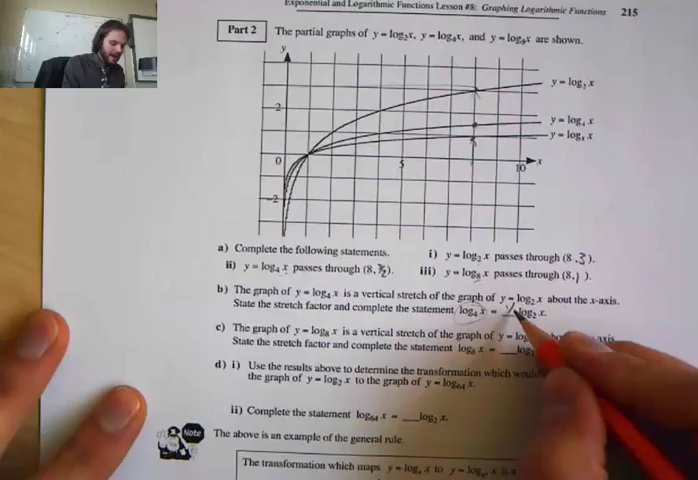 Exponential and Logarithmic Functions Lesson #8: Graphing Logarithmic Functions 215
Part 2 The partial graphs of y = log₂x, y = log₄x, and y = log₈x are shown.
y
y = log₂ x
2
y = log₄ x
y = log₈ x
0 5 10 x
-2
a) Complete the following statements. i) y = log₂ x passes through (8, 3).
ii) y = log₄ x passes through (8, 3/2). iii) y = log₈ x passes through (8, 1).
b) The graph of y = log₄ x is a vertical stretch of the graph of y = log₂ x about the x-axis.
State the stretch factor and complete the statement log₄ x = __ log₂ x.
c) The graph of y = log₈ x is a vertical stretch of the graph of y =
State the stretch factor and complete the statement log₈ x = __
d) i) Use the results above to determine the transformation which would
the graph of y = log₂ x to the graph of y = log₆₄ x.
ii) Complete the statement log₆₄ x = __ log₂ x.
Note The above is an example of the general rule.
The transformation which maps